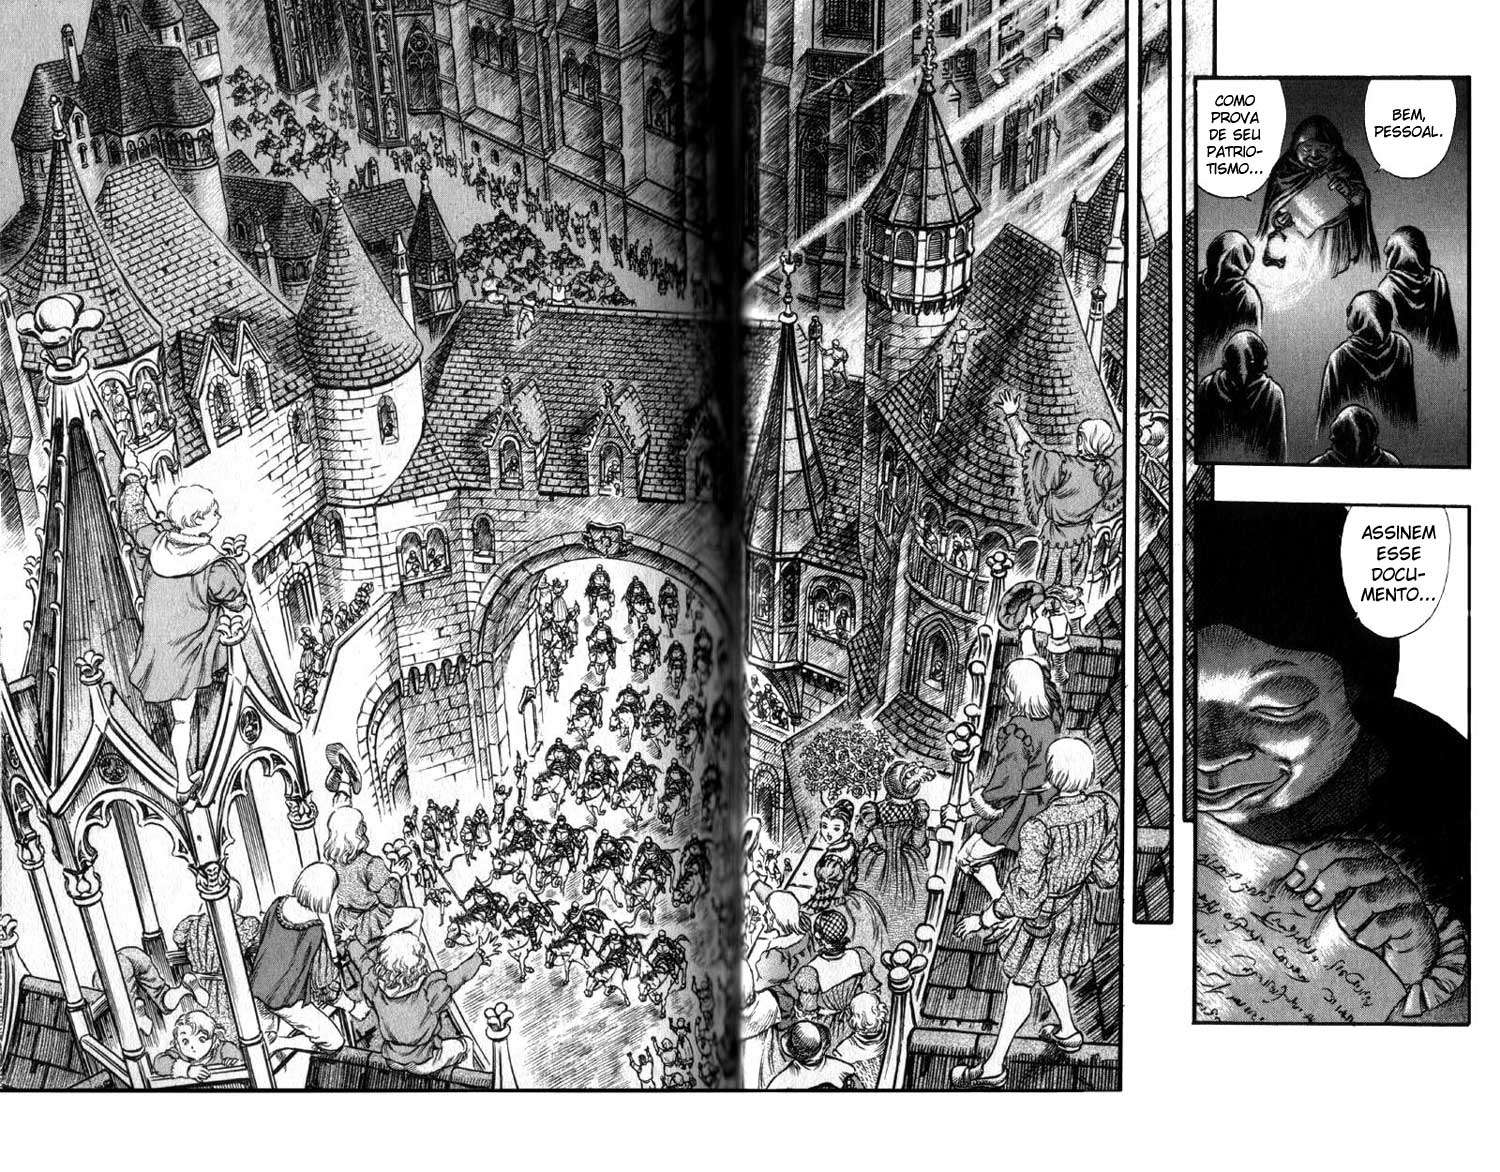 BEM,
PESSOAL.
COMO
PROVA
DE SEU
PATRIO-
TISMO...
ASSINEM
ESSE
DOCU-
MENTO...